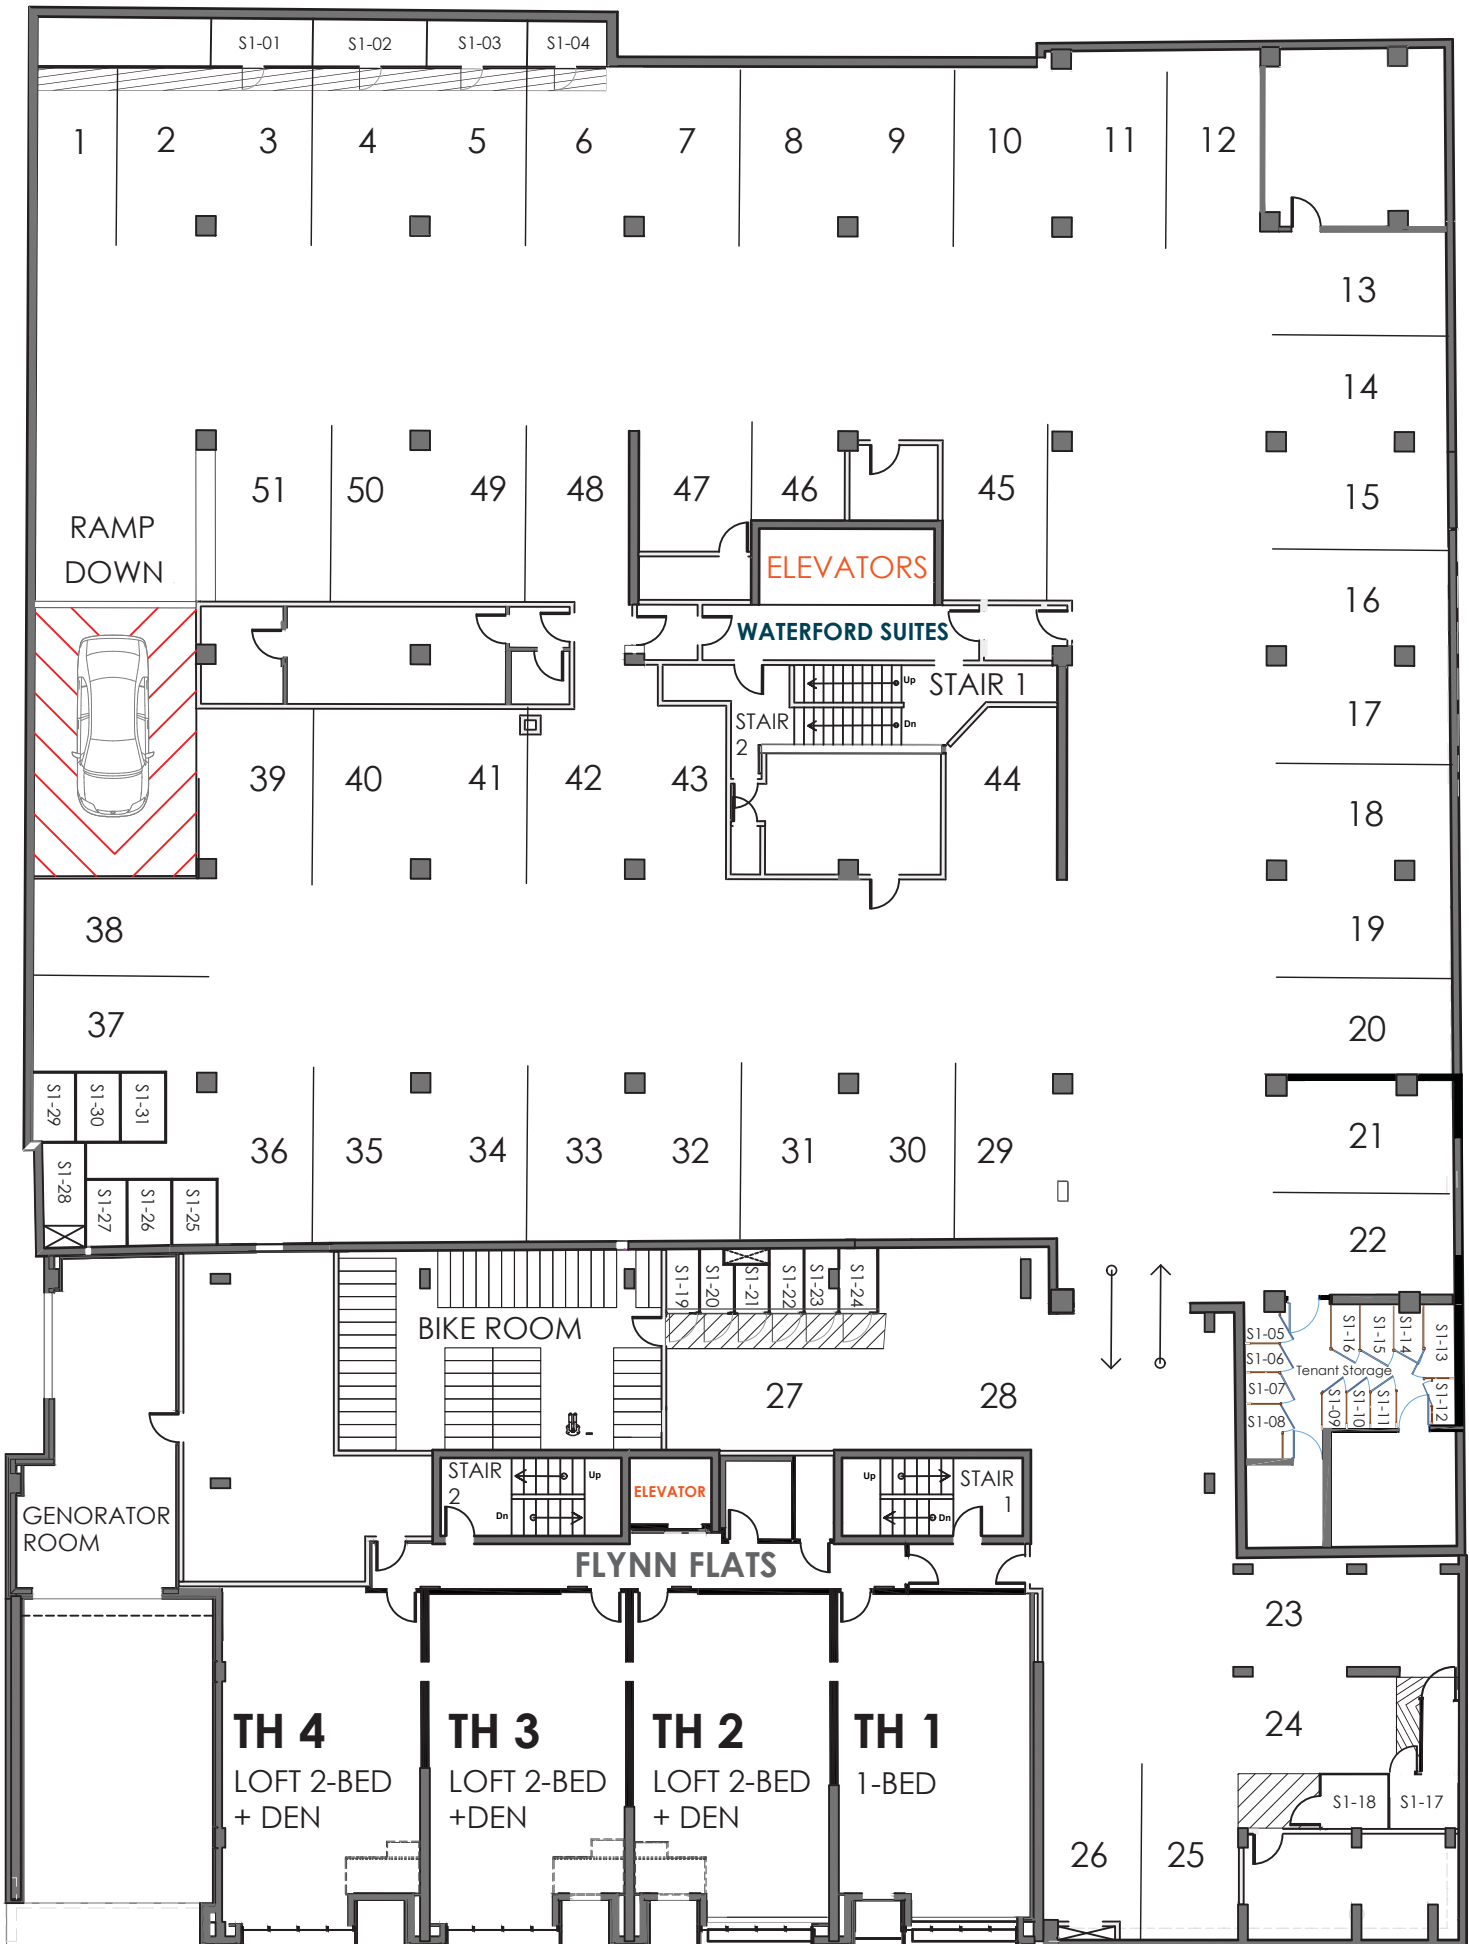 S1-01 S1-02 S1-03 S1-04
1 2 3 4 5 6 7 8 9 10 11 12
13
14
51 50 49 48 47 46 45
15
RAMP
DOWN
ELEVATORS
16
WATERFORD SUITES
Up
STAIR 1
STAIR
2
Dn
17
39 40 41 42 43 44
18
38
19
37
20
S1-29 S1-30 S1-31
36 35 34 33 32 31 30 29
21
S1-28
S1-27 S1-26 S1-25
22
S1-19 S1-20 S1-21 S1-22 S1-23 S1-24
BIKE ROOM
S1-05
S1-06
S1-07
S1-08
S1-16 S1-15 S1-14 S1-13
Tenant Storage
S1-09 S1-10 S1-11 S1-12
27 28
STAIR
2
Up
Dn
ELEVATOR
Up
Dn
STAIR
1
GENORATOR
ROOM
FLYNN FLATS
23
24
TH 4
LOFT 2-BED
+ DEN
TH 3
LOFT 2-BED
+DEN
TH 2
LOFT 2-BED
+ DEN
TH 1
1-BED
S1-18 S1-17
26 25